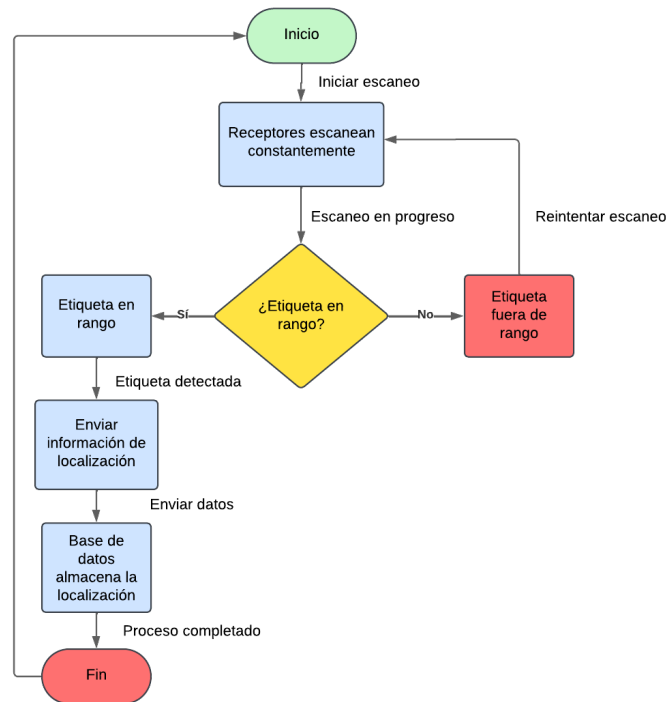 Inicio
Iniciar escaneo
Receptores escanean
constantemente
Escaneo en progreso
Reintentar escaneo
¿Etiqueta en
rango?
Sí
No
Etiqueta en
rango
Etiqueta
fuera de
rango
Etiqueta detectada
Enviar
información de
localización
Enviar datos
Base de
datos
almacena la
localización
Proceso completado
Fin